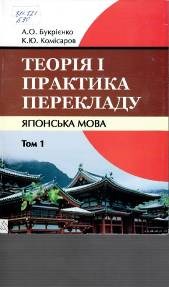 А.О. Букрієнко
К.Ю. Комісаров
ТЕОРІЯ І
ПРАКТИКА
ПЕРЕКЛАДУ
ЯПОНСЬКА МОВА
Том 1